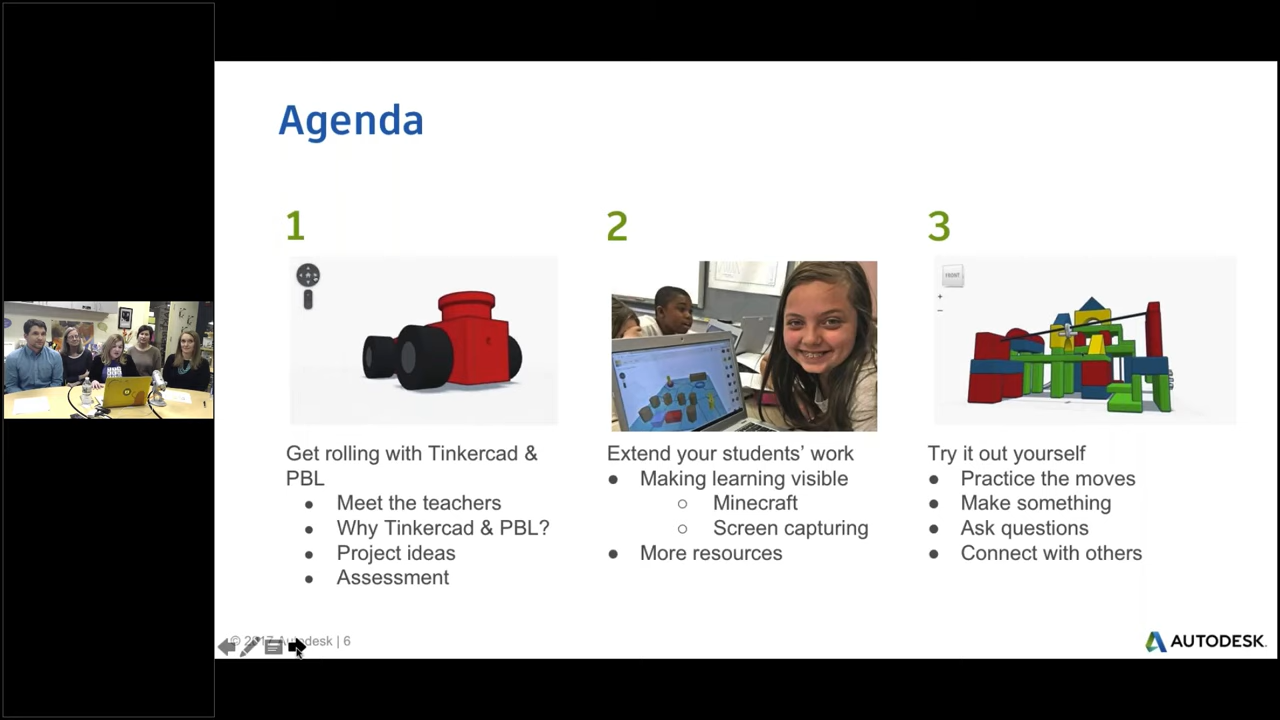 Agenda
1
2
3
FRONT
Get rolling with Tinkercad &
PBL
● Meet the teachers
● Why Tinkercad & PBL?
● Project ideas
● Assessment
Extend your students’ work
● Making learning visible
○ Minecraft
○ Screen capturing
● More resources
Try it out yourself
● Practice the moves
● Make something
● Ask questions
● Connect with others
© 2017 Autodesk | 6
AUTODESK.